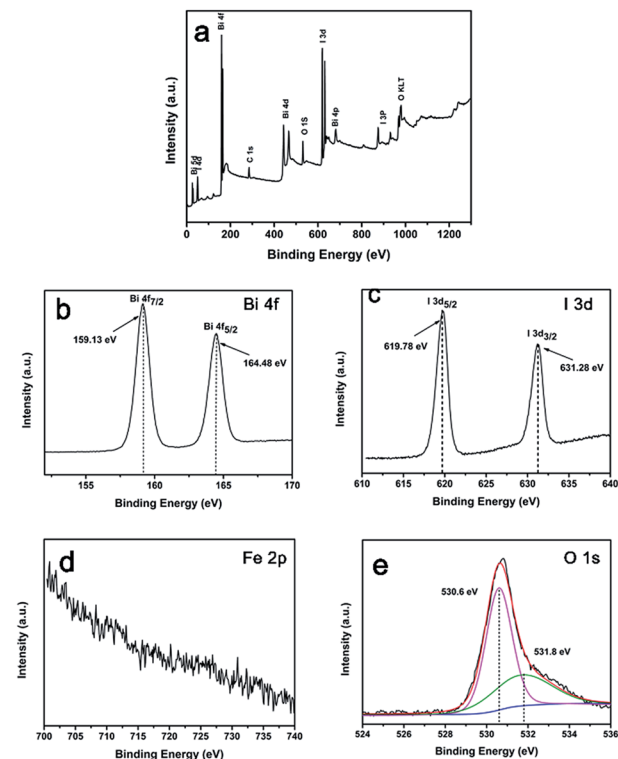 a
Bi 5d
I 4d
Bi 4f
C 1s
Bi 4d
O 1S
I 3d
Bi 4p
I 3P
O KLT
Intensity (a.u.)
0 200 400 600 800 1000 1200
Binding Energy (eV)
b
Bi 4f7/2
Bi 4f
Bi 4f5/2
159.13 eV
164.48 eV
Intensity (a.u.)
155 160 165 170
Binding Energy (eV)
c
I 3d5/2
I 3d
I 3d3/2
619.78 eV
631.28 eV
Intensity (a.u.)
610 615 620 625 630 635 640
Binding Energy (eV)
d
Fe 2p
Intensity (a.u.)
700 705 710 715 720 725 730 735 740
Binding Energy (eV)
e
O 1s
530.6 eV
531.8 eV
Intensity (a.u.)
524 526 528 530 532 534 536
Binding Energy (eV)